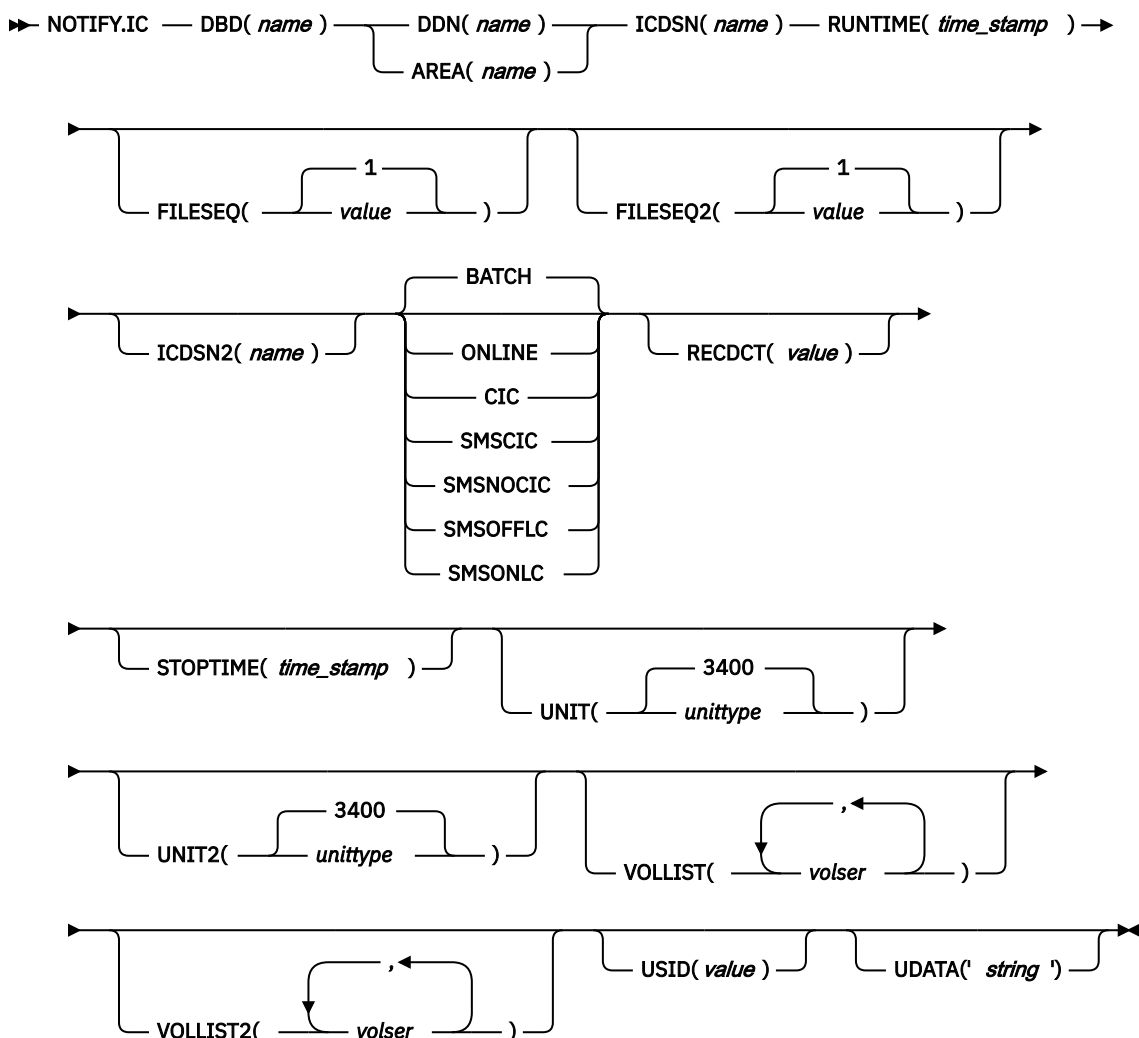 NOTIFY.IC DBD( name ) DDN( name ) ICDSN( name ) RUNTIME( time_stamp )
AREA( name )
1 1
FILESEQ( value ) FILESEQ2( value )
BATCH
ICDSN2( name ) ONLINE RECDCT( value )
CIC
SMSCIC
SMSNOCIC
SMSOFFLC
SMSONLC
STOPTIME( time_stamp ) 3400
UNIT( unittype )
3400 ,
UNIT2( unittype ) VOLLIST( volser )
, USID( value ) UDATA(' string ')
VOLLIST2( volser )